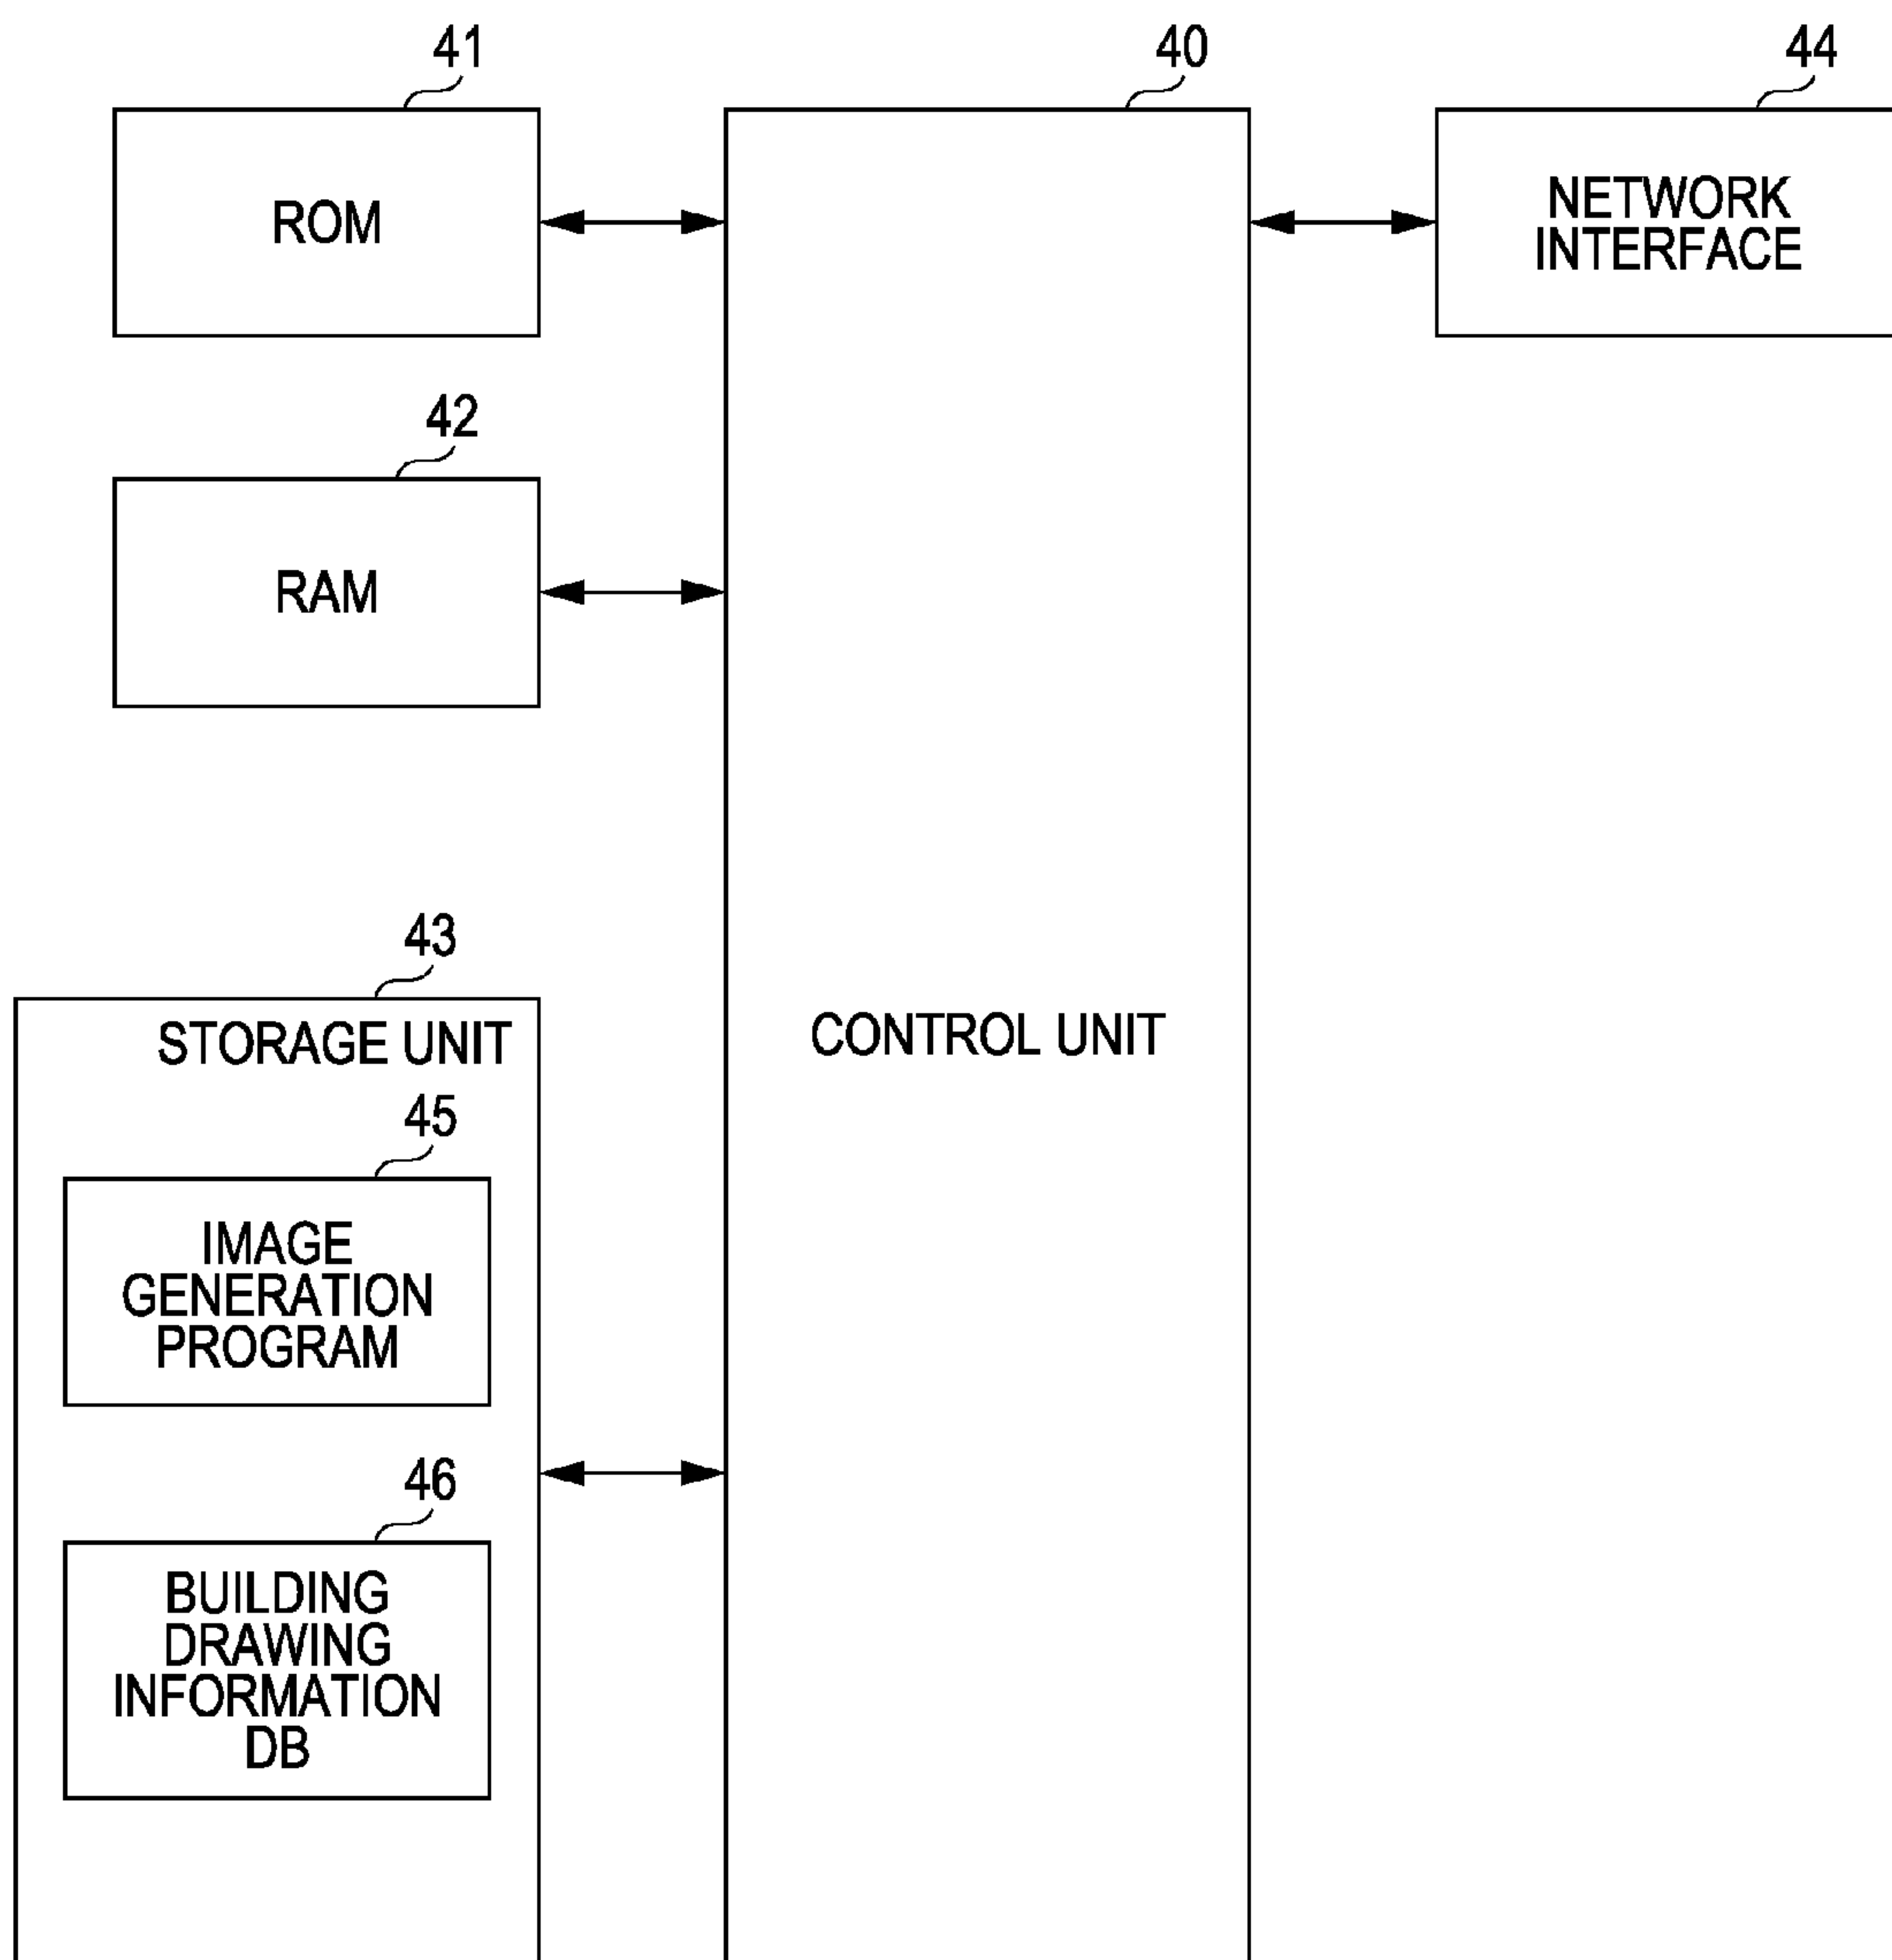 41
ROM
42
RAM
43
STORAGE UNIT
45
IMAGE
GENERATION
PROGRAM
46
BUILDING
DRAWING
INFORMATION
DB
40
CONTROL UNIT
44
NETWORK
INTERFACE